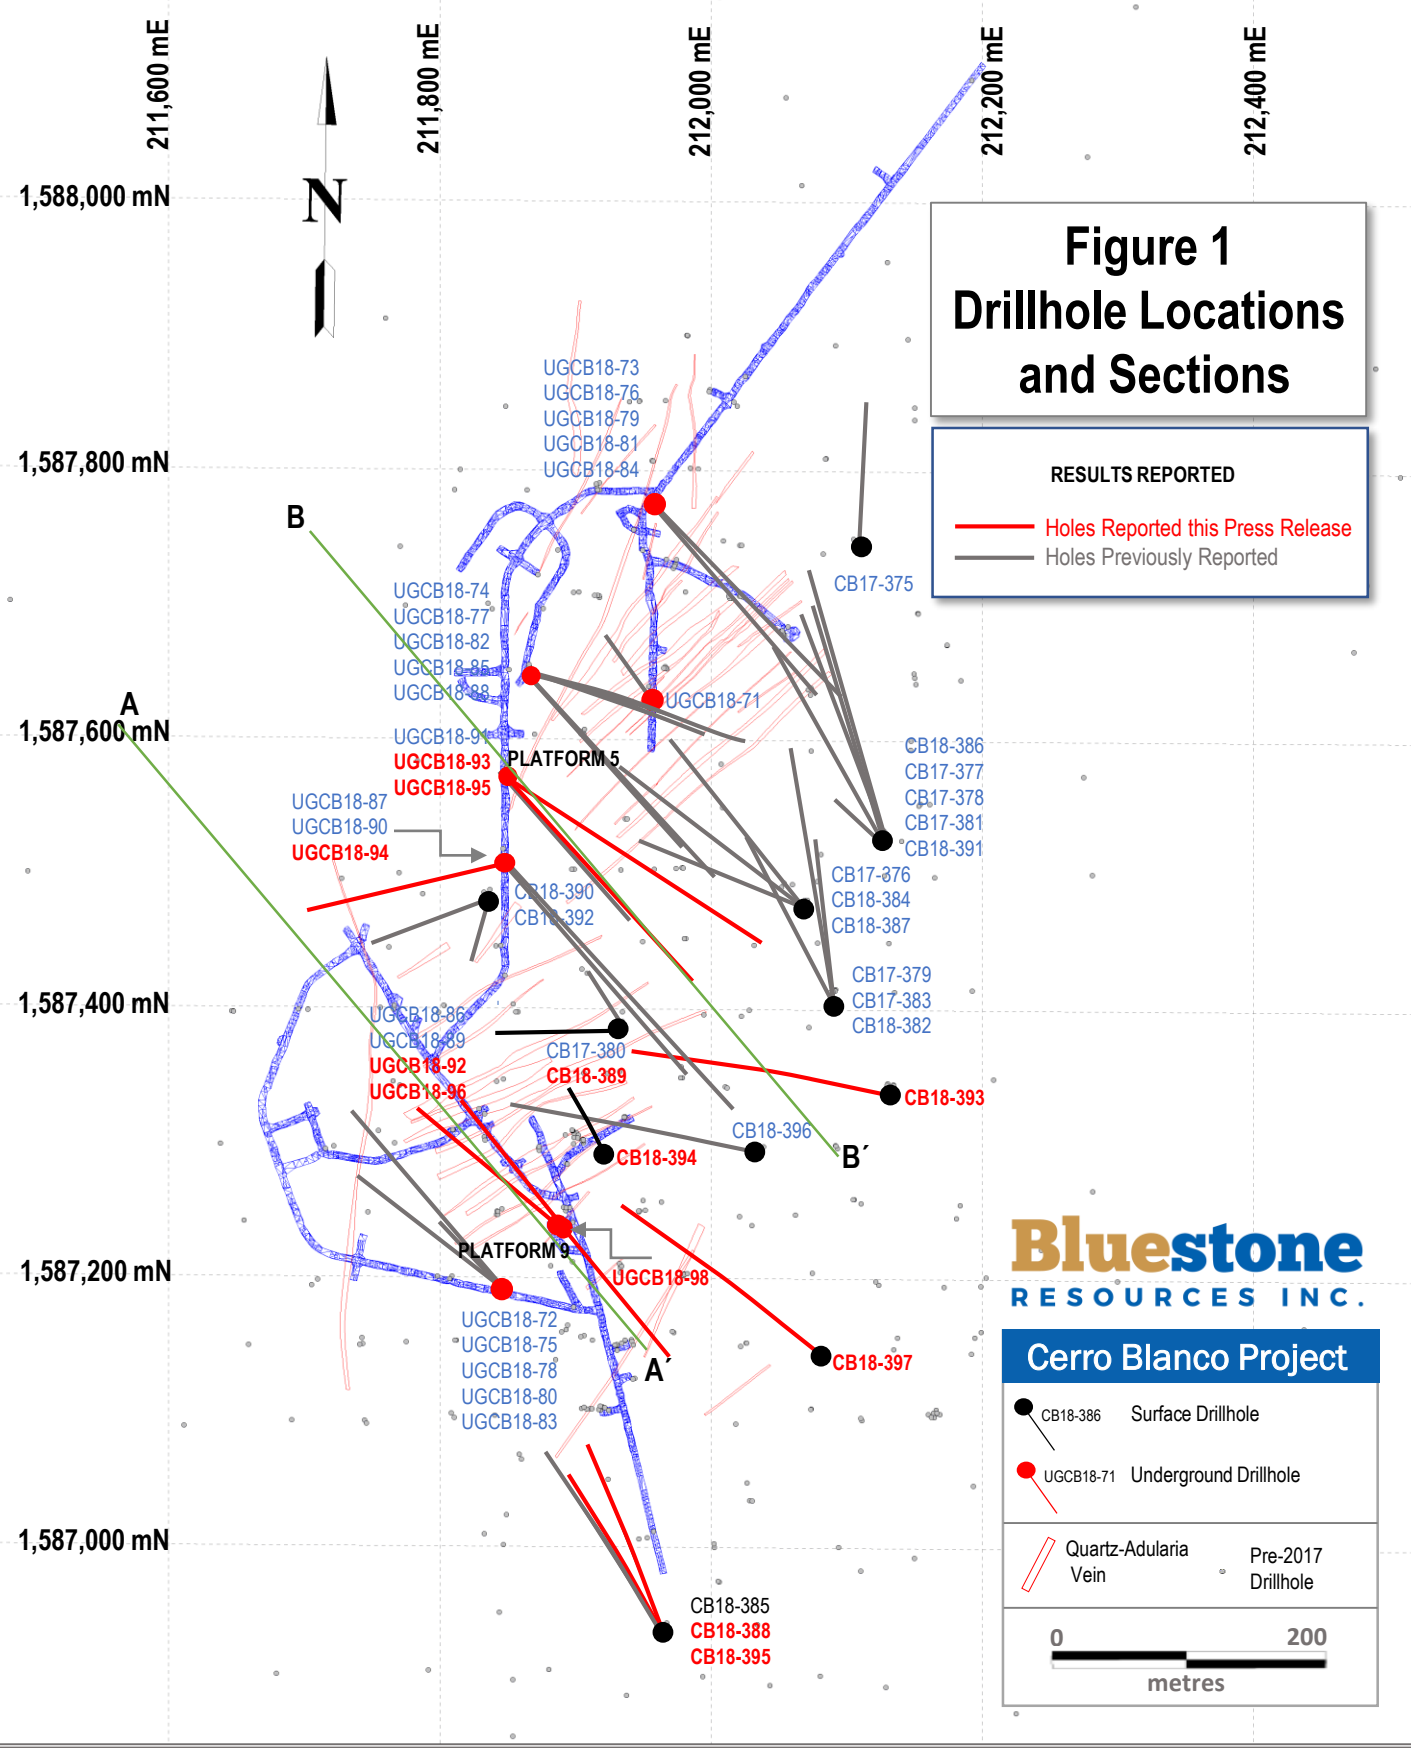 211,600 mE
211,800 mE
212,000 mE
212,200 mE
212,400 mE
N
1,588,000 mN
1,587,800 mN
1,587,600 mN
1,587,400 mN
1,587,200 mN
1,587,000 mN
Figure 1
Drillhole Locations
and Sections
RESULTS REPORTED
Holes Reported this Press Release
Holes Previously Reported
UGCB18-73
UGCB18-76
UGCB18-79
UGCB18-81
UGCB18-84
B
A
CB17-375
UGCB18-74
UGCB18-77
UGCB18-82
UGCB18-85
UGCB18-88
UGCB18-71
UGCB18-91
UGCB18-93
UGCB18-95
PLATFORM 5
UGCB18-87
UGCB18-90
UGCB18-94
CB18-386
CB17-377
CB17-378
CB17-381
CB18-391
CB17-376
CB18-384
CB18-387
CB18-390
CB18-392
CB17-379
CB17-383
CB18-382
UGCB18-86
UGCB18-89
UGCB18-92
UGCB18-96
CB17-380
CB18-389
CB18-393
CB18-396
CB18-394
B´
PLATFORM 9
UGCB18-98
UGCB18-72
UGCB18-75
UGCB18-78
UGCB18-80
UGCB18-83
A´
CB18-397
CB18-385
CB18-388
CB18-395
Bluestone
RESOURCES INC.
Cerro Blanco Project
CB18-386
Surface Drillhole
UGCB18-71
Underground Drillhole
Quartz-Adularia
Vein
Pre-2017
Drillhole
0 200
metres